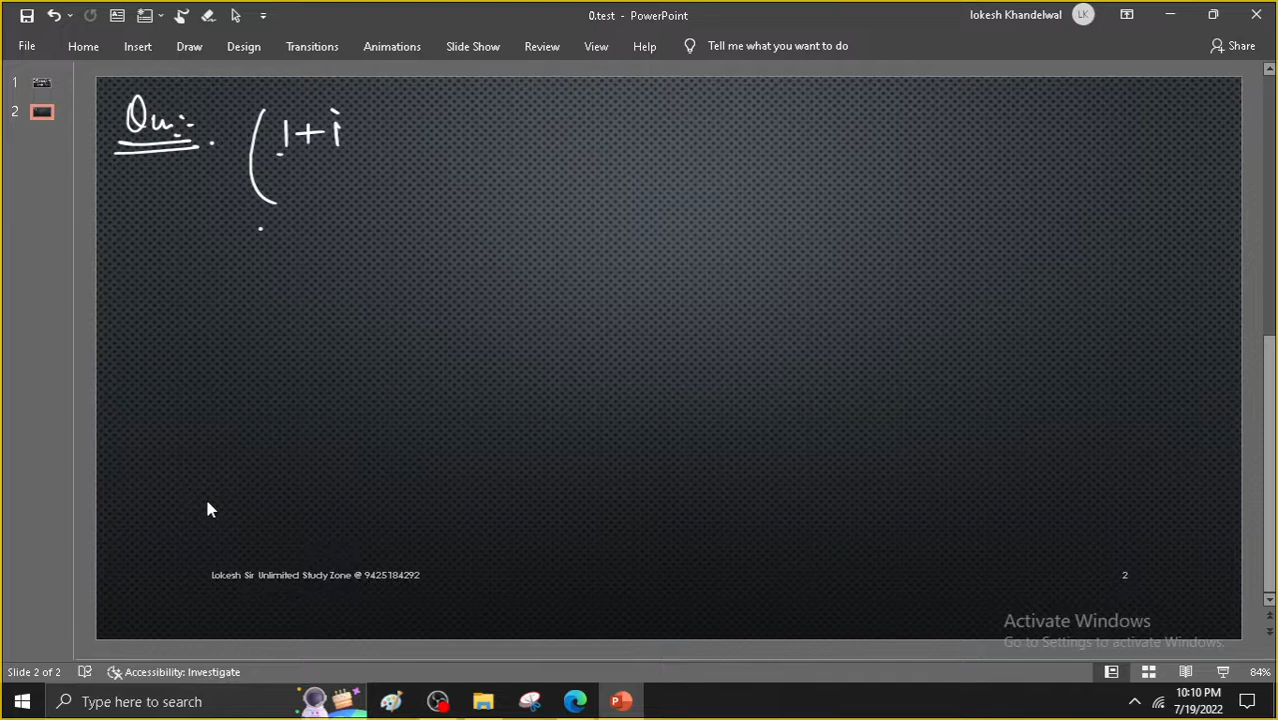 0.test - PowerPoint
lokesh Khandelwal LK
File Home Insert Draw Design Transitions Animations Slide Show Review View Help Tell me what you want to do Share
1
2
Qu:- ( 1+i
Lokesh Sir Unlimited Study Zone @ 9425184292 2
Activate Windows
Go to Settings to activate Windows.
Slide 2 of 2 Accessibility: Investigate 84%
Type here to search
10:10 PM
7/19/2022